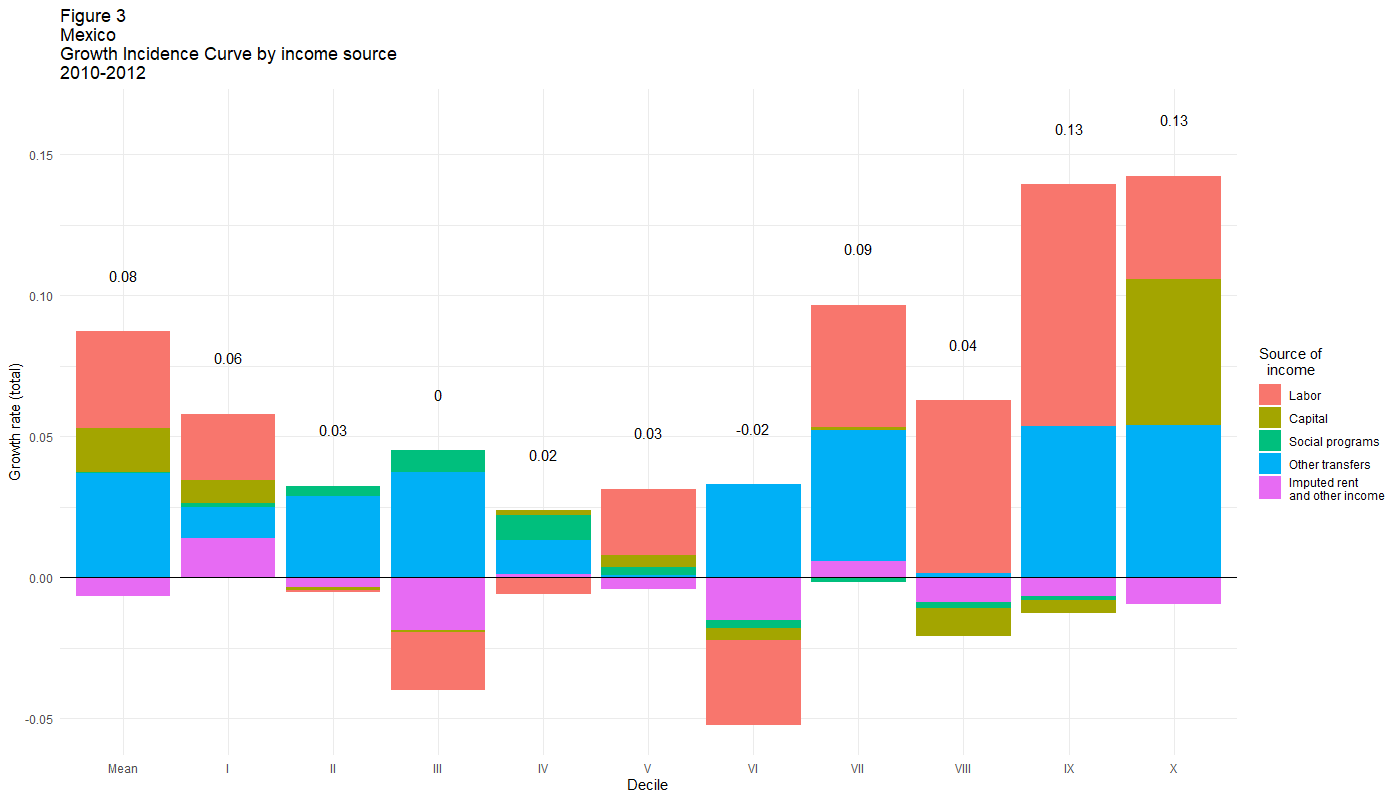 Figure 3
Mexico
Growth Incidence Curve by income source
2010-2012
Growth rate (total)
0.15
0.10
0.05
0.00
-0.05
0.08
0.06
0.03
0
0.02
0.03
-0.02
0.09
0.04
0.13
0.13
Mean
I
II
III
IV
V
VI
VII
VIII
IX
X
Decile
Source of
income
Labor
Capital
Social programs
Other transfers
Imputed rent
and other income